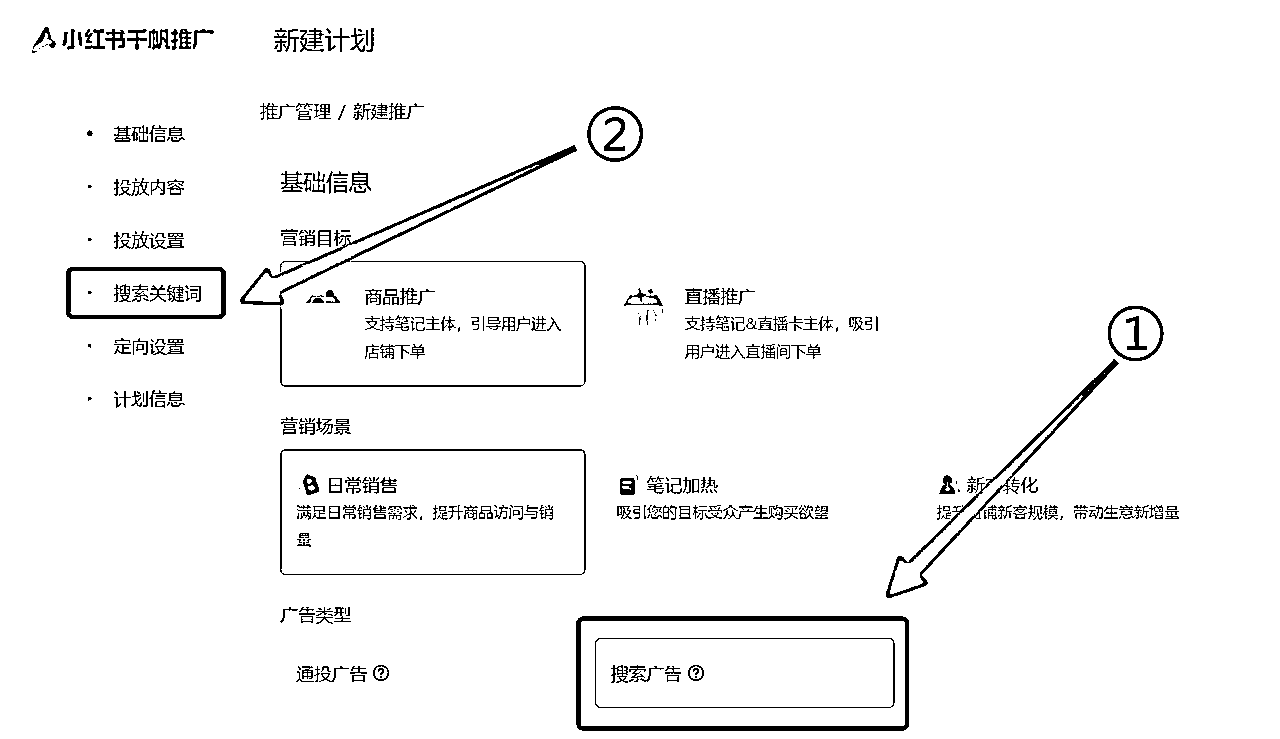 小红书千帆推广
新建计划
推广管理 / 新建推广
②
基础信息
投放内容
投放设置
搜索关键词
定向设置
计划信息
基础信息
营销目标
商品推广
支持笔记主体，引导用户进入
店铺下单
直播推广
支持笔记&直播卡主体，吸引
用户进入直播间下单
①
营销场景
日常销售
满足日常销售需求，提升商品访问与销
量
笔记加热
吸引您的目标受众产生购买欲望
新客转化
提升店铺新客规模，带动生意新增量
广告类型
通投广告 ?
搜索广告 ?